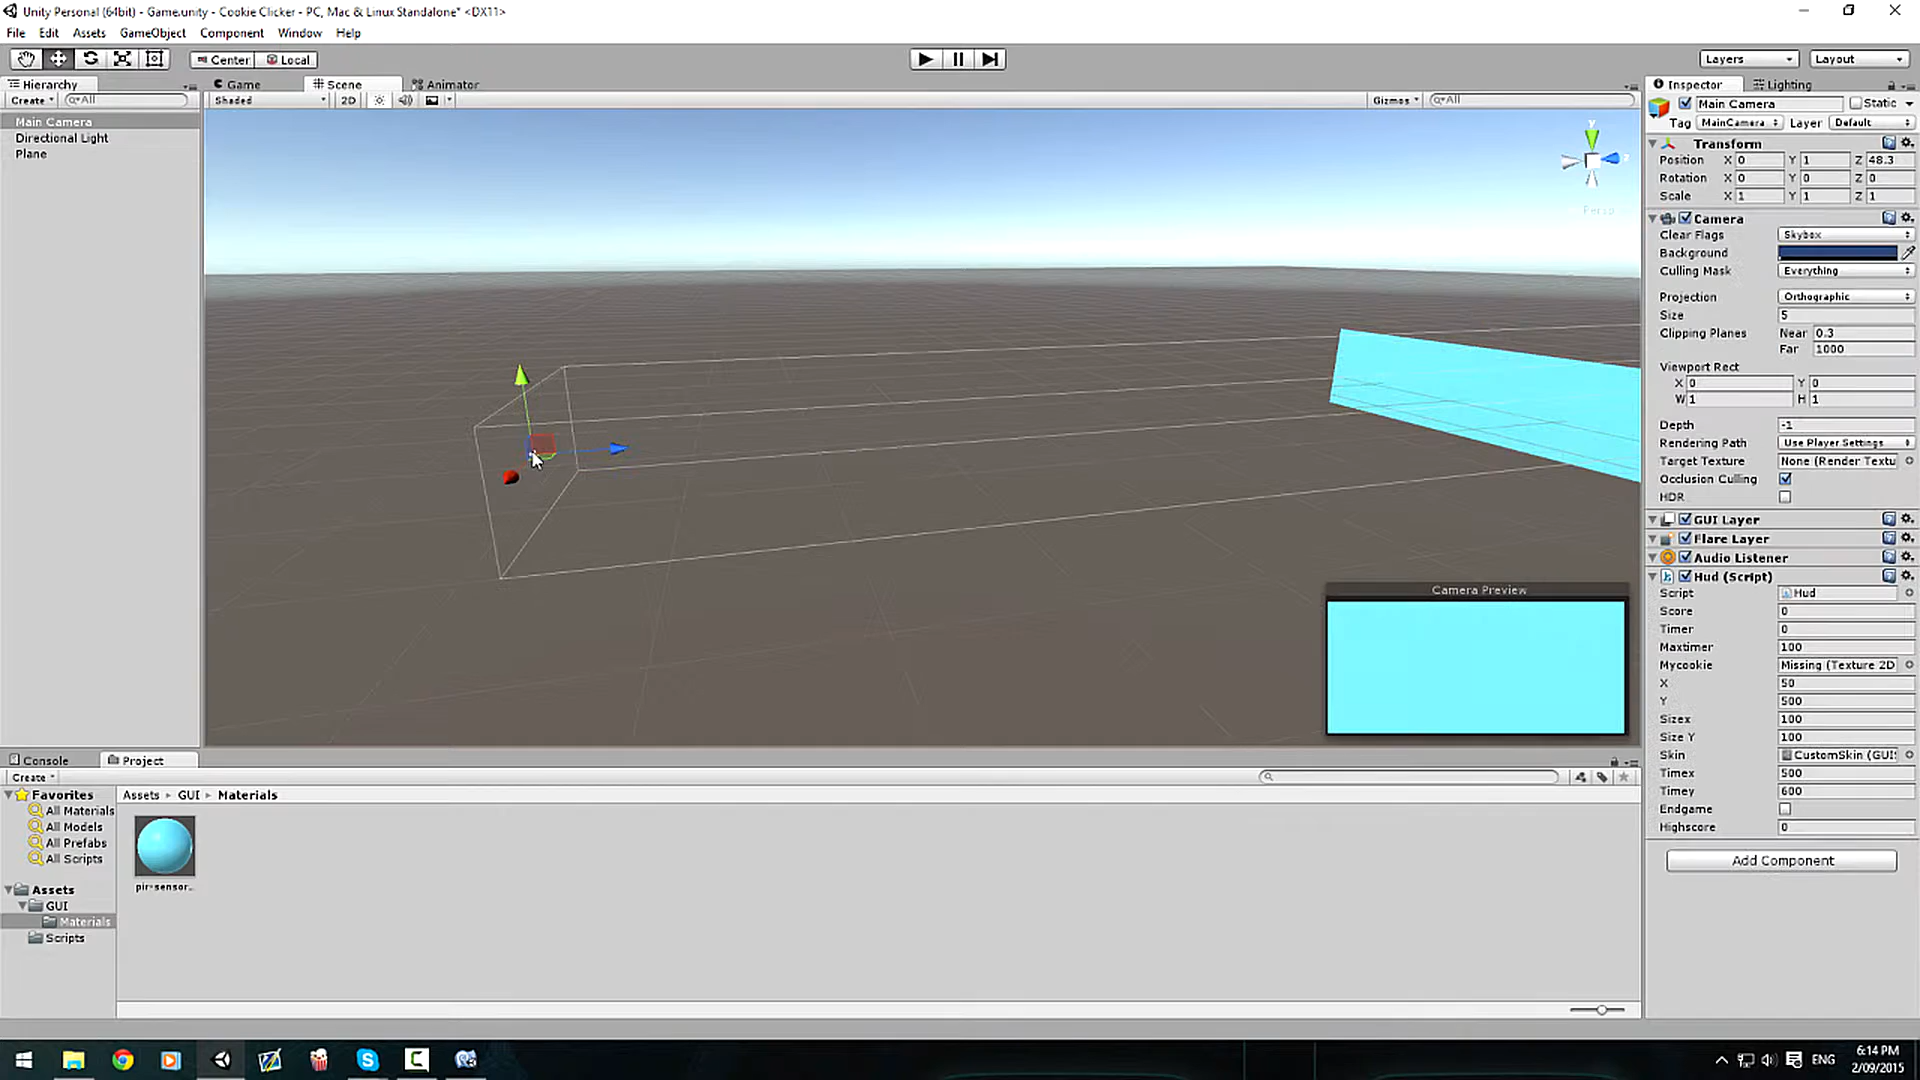 Unity Personal (64bit) - Game.unity - Cookie Clicker - PC, Mac & Linux Standalone* <DX11>
File Edit Assets GameObject Component Window Help
Center Local Layers Layout
Hierarchy Game Scene Animator Inspector Lighting
Create All Shaded 2D Gizmos All Main Camera Static
Main Camera Tag MainCamera Layer Default
Directional Light
Plane
y
Persp
Transform
Position X 0 Y 1 Z 48.3
Rotation X 0 Y 0 Z 0
Scale X 1 Y 1 Z 1
Camera
Clear Flags Skybox
Background
Culling Mask Everything
Projection Orthographic
Size 5
Clipping Planes Near 0.3
Far 1000
Viewport Rect
X 0 Y 0
W 1 H 1
Depth -1
Rendering Path Use Player Settings
Target Texture None (Render Textu
Occlusion Culling
HDR
GUI Layer
Flare Layer
Audio Listener
Hud (Script)
Script Hud
Score 0
Timer 0
Maxtimer 100
Mycookie Missing (Texture 2D
X 50
Y 500
Sizex 100
Size Y 100
Skin CustomSkin (GUI
Timex 500
Timey 600
Endgame
Highscore 0
Add Component
Camera Preview
Console Project
Create
Favorites
All Materials
All Models
All Prefabs
All Scripts
Assets
GUI
Materials
Scripts
Assets GUI Materials
pir-sensor..
ENG
6:14 PM
2/09/2015